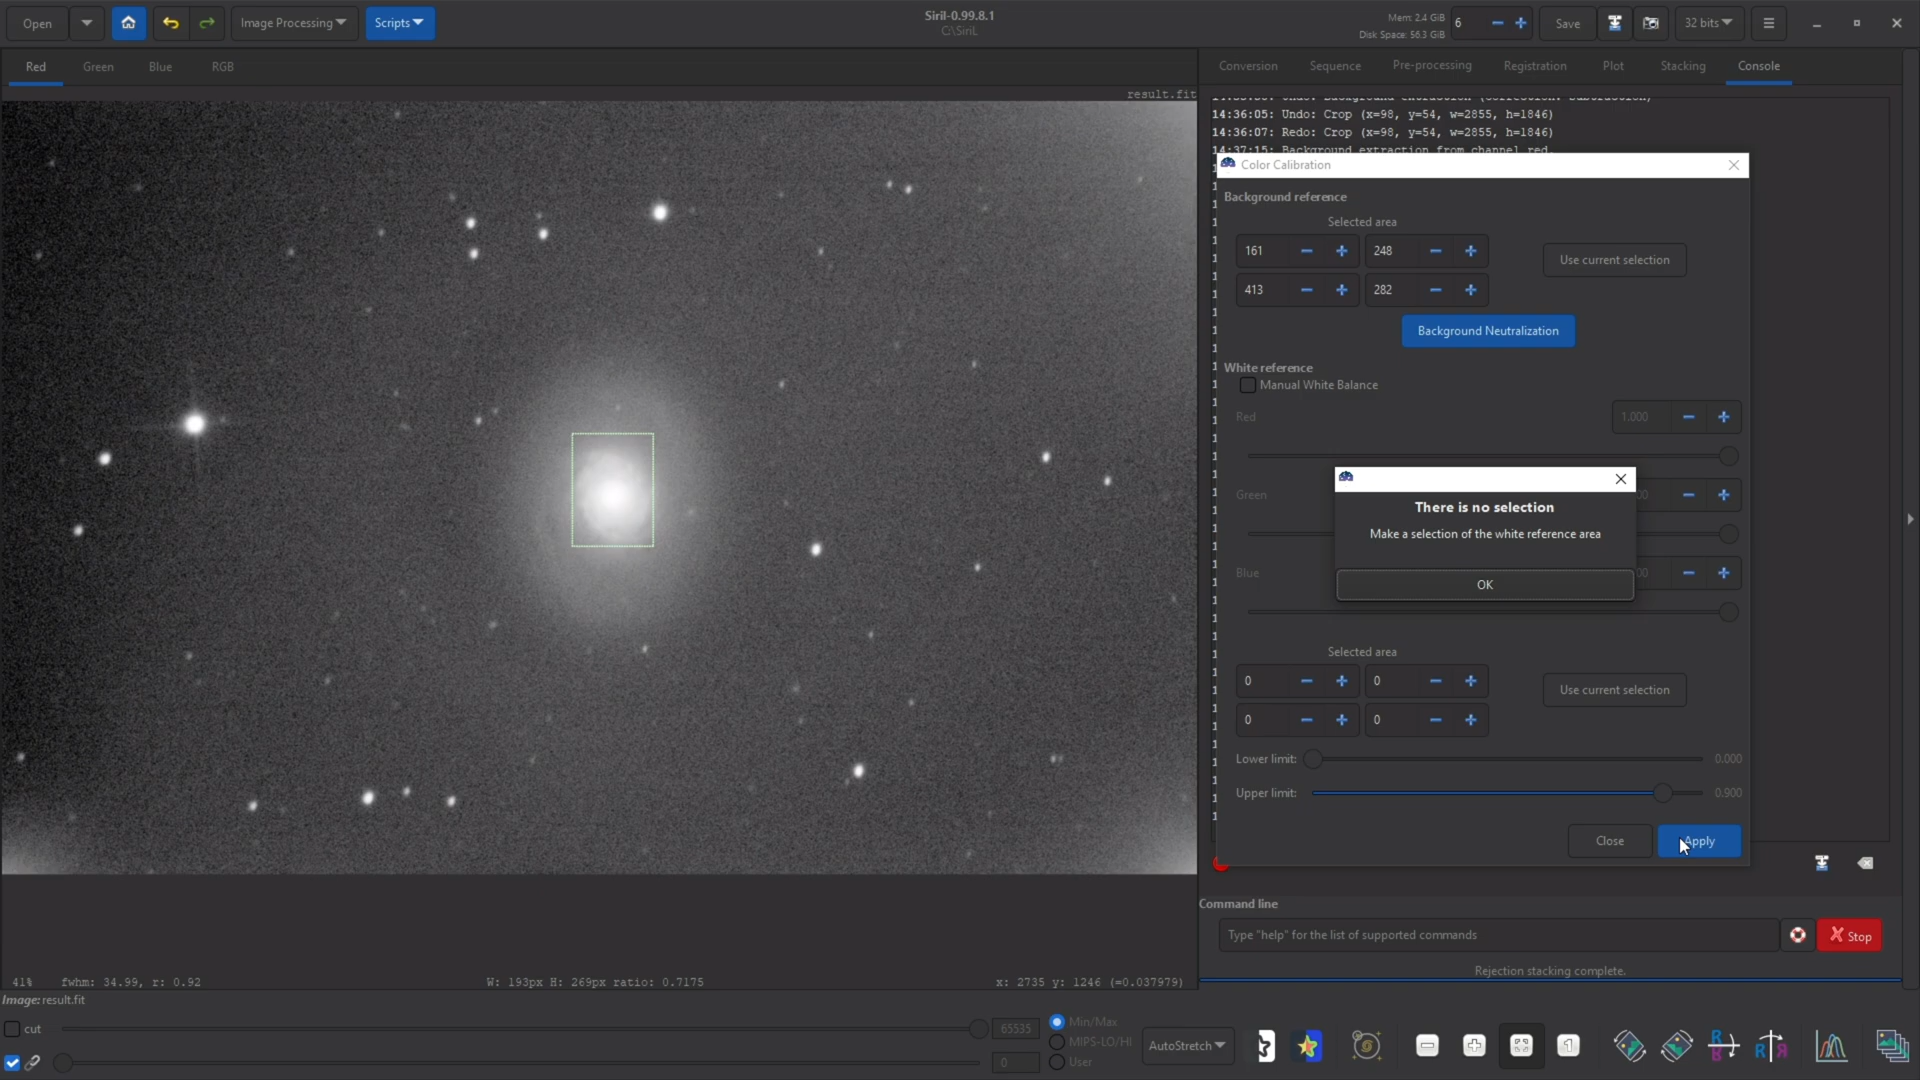 Open
Image Processing
Scripts
Siril-0.99.8.1
C:\SiriL
Mem: 2.4 GiB
Disk Space: 56.3 GiB
6
Save
32 bits
Red
Green
Blue
RGB
result.fit
Conversion
Sequence
Pre-processing
Registration
Plot
Stacking
Console
14:36:05: Undo: Crop (x=98, y=54, w=2855, h=1846)
14:36:07: Redo: Crop (x=98, y=54, w=2855, h=1846)
14:37:15: Background extraction from channel red.
Color Calibration
Background reference
Selected area
161
248
Use current selection
413
282
Background Neutralization
White reference
Manual White Balance
Red
1.000
Green
Blue
There is no selection
Make a selection of the white reference area
OK
Selected area
0
0
Use current selection
0
0
Lower limit:
0.000
Upper limit:
0.900
Close
Apply
Command line
Type "help" for the list of supported commands
Stop
Rejection stacking complete.
41%
fwhm: 34.99, r: 0.92
W: 193px H: 269px ratio: 0.7175
x: 2735 y: 1246 (=0.037979)
Image: result.fit
cut
65535
Min/Max
MIPS-LO/HI
0
User
AutoStretch